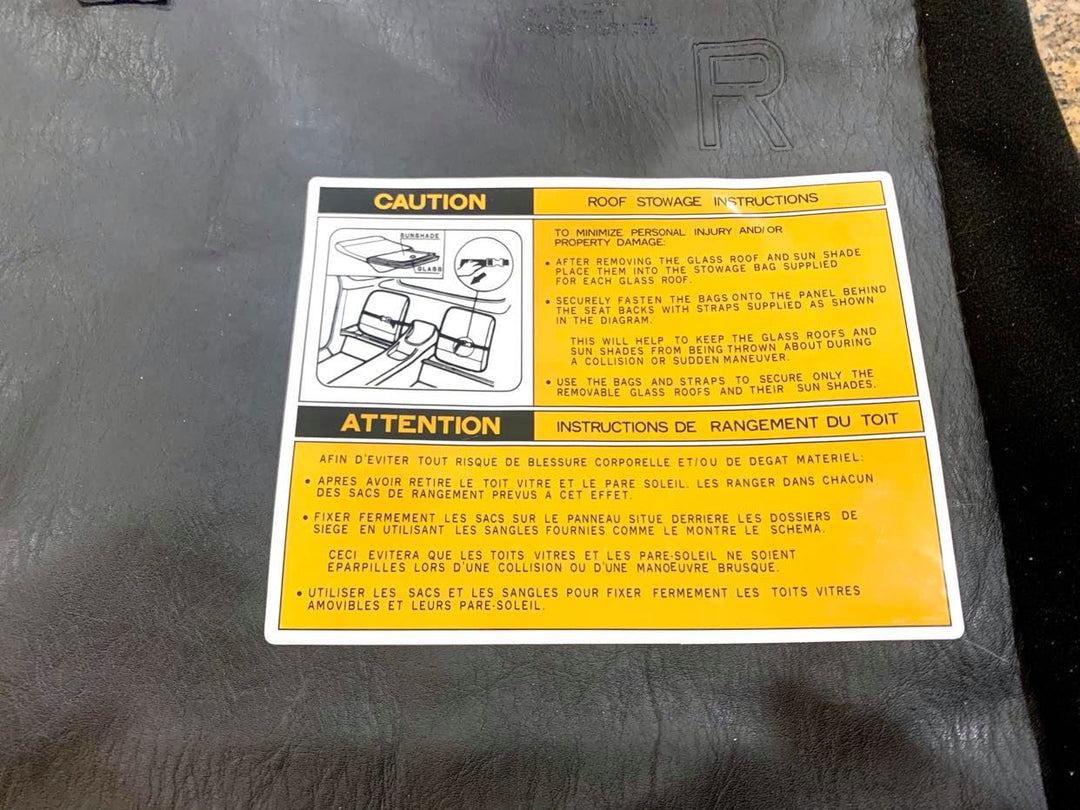 R
CAUTION
ROOF STOWAGE INSTRUCTIONS
SUNSHADE
GLASS
TO MINIMIZE PERSONAL INJURY AND/OR
PROPERTY DAMAGE:
• AFTER REMOVING THE GLASS ROOF AND SUN SHADE
PLACE THEM INTO THE STOWAGE BAG SUPPLIED
FOR EACH GLASS ROOF.
• SECURELY FASTEN THE BAGS ONTO THE PANEL BEHIND
THE SEAT BACKS WITH STRAPS SUPPLIED AS SHOWN
IN THE DIAGRAM.
THIS WILL HELP TO KEEP THE GLASS ROOFS AND
SUN SHADES FROM BEING THROWN ABOUT DURING
A COLLISION OR SUDDEN MANEUVER.
• USE THE BAGS AND STRAPS TO SECURE ONLY THE
REMOVABLE GLASS ROOFS AND THEIR SUN SHADES.
ATTENTION
INSTRUCTIONS DE RANGEMENT DU TOIT
AFIN D'EVITER TOUT RISQUE DE BLESSURE CORPORELLE ET/OU DE DEGAT MATERIEL:
• APRES AVOIR RETIRE LE TOIT VITRE ET LE PARE SOLEIL. LES RANGER DANS CHACUN
DES SACS DE RANGEMENT PREVUS A CET EFFET.
• FIXER FERMEMENT LES SACS SUR LE PANNEAU SITUE DERRIERE LES DOSSIERS DE
SIEGE EN UTILISANT LES SANGLES FOURNIES COMME LE MONTRE LE SCHEMA.
CECI EVITERA QUE LES TOITS VITRES ET LES PARE-SOLEIL NE SOIENT
EPARPILLES LORS D'UNE COLLISION OU D'UNE MANOEUVRE BRUSQUE.
• UTILISER LES SACS ET LES SANGLES POUR FIXER FERMEMENT LES TOITS VITRES
AMOVIBLES ET LEURS PARE-SOLEIL.